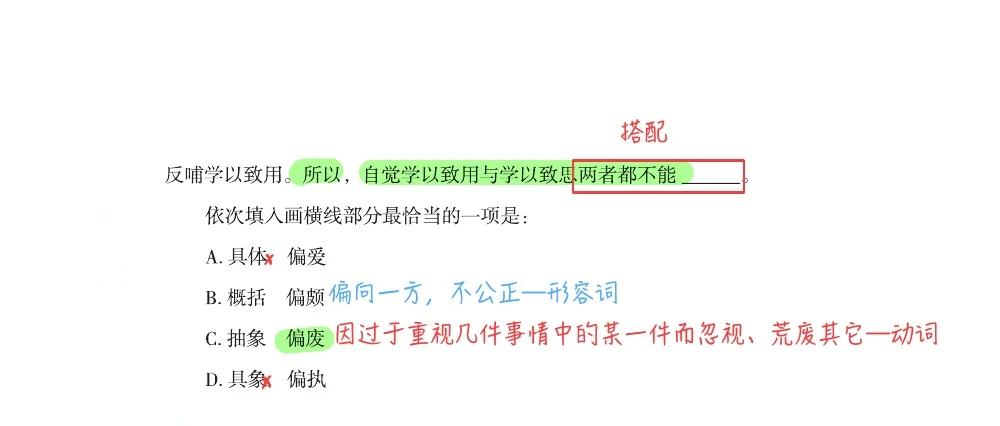 搭配
反哺学以致用。所以，自觉学以致用与学以致思两者都不能______。
依次填入画横线部分最恰当的一项是：
A. 具体x 偏爱
B. 概括 偏颇 偏向一方，不公正—形容词
C. 抽象 偏废 因过于重视几件事情中的某一件而忽视、荒废其它—动词
D. 具象x 偏执